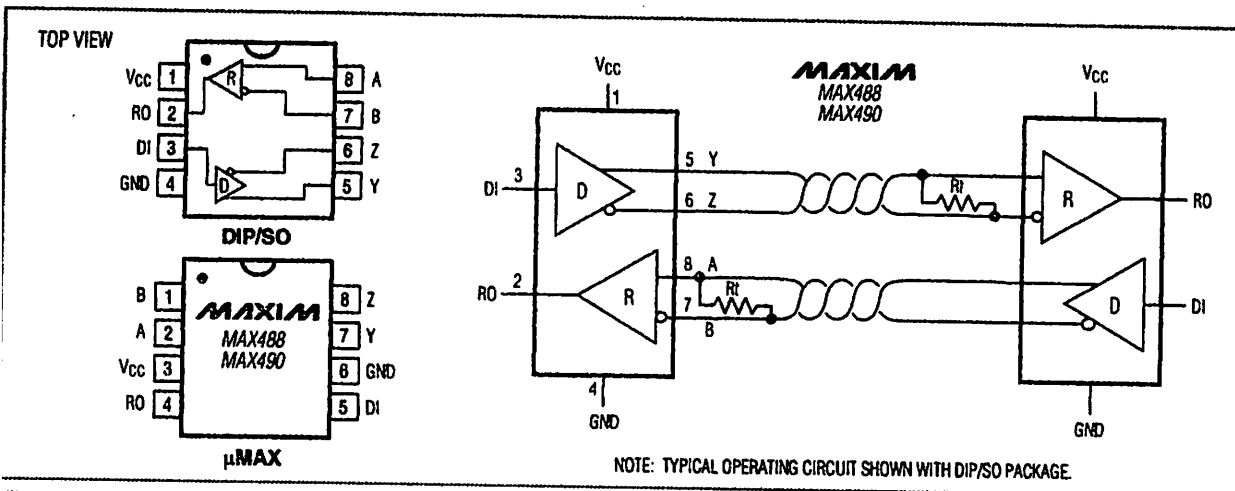 TOP VIEW
VCC 1
RO 2
DI 3
GND 4
8 A
7 B
6 Z
5 Y
R
D
DIP/SO
B 1
A 2
VCC 3
RO 4
8 Z
7 Y
6 GND
5 DI
MAXIM
MAX488
MAX490
µMAX
MAXIM
MAX488
MAX490
VCC
1
DI 3
D
5 Y
6 Z
Rt
RO 2
R
8 A
7 B
Rt
4
GND
VCC
R
RO
D
DI
GND
NOTE: TYPICAL OPERATING CIRCUIT SHOWN WITH DIP/SO PACKAGE.